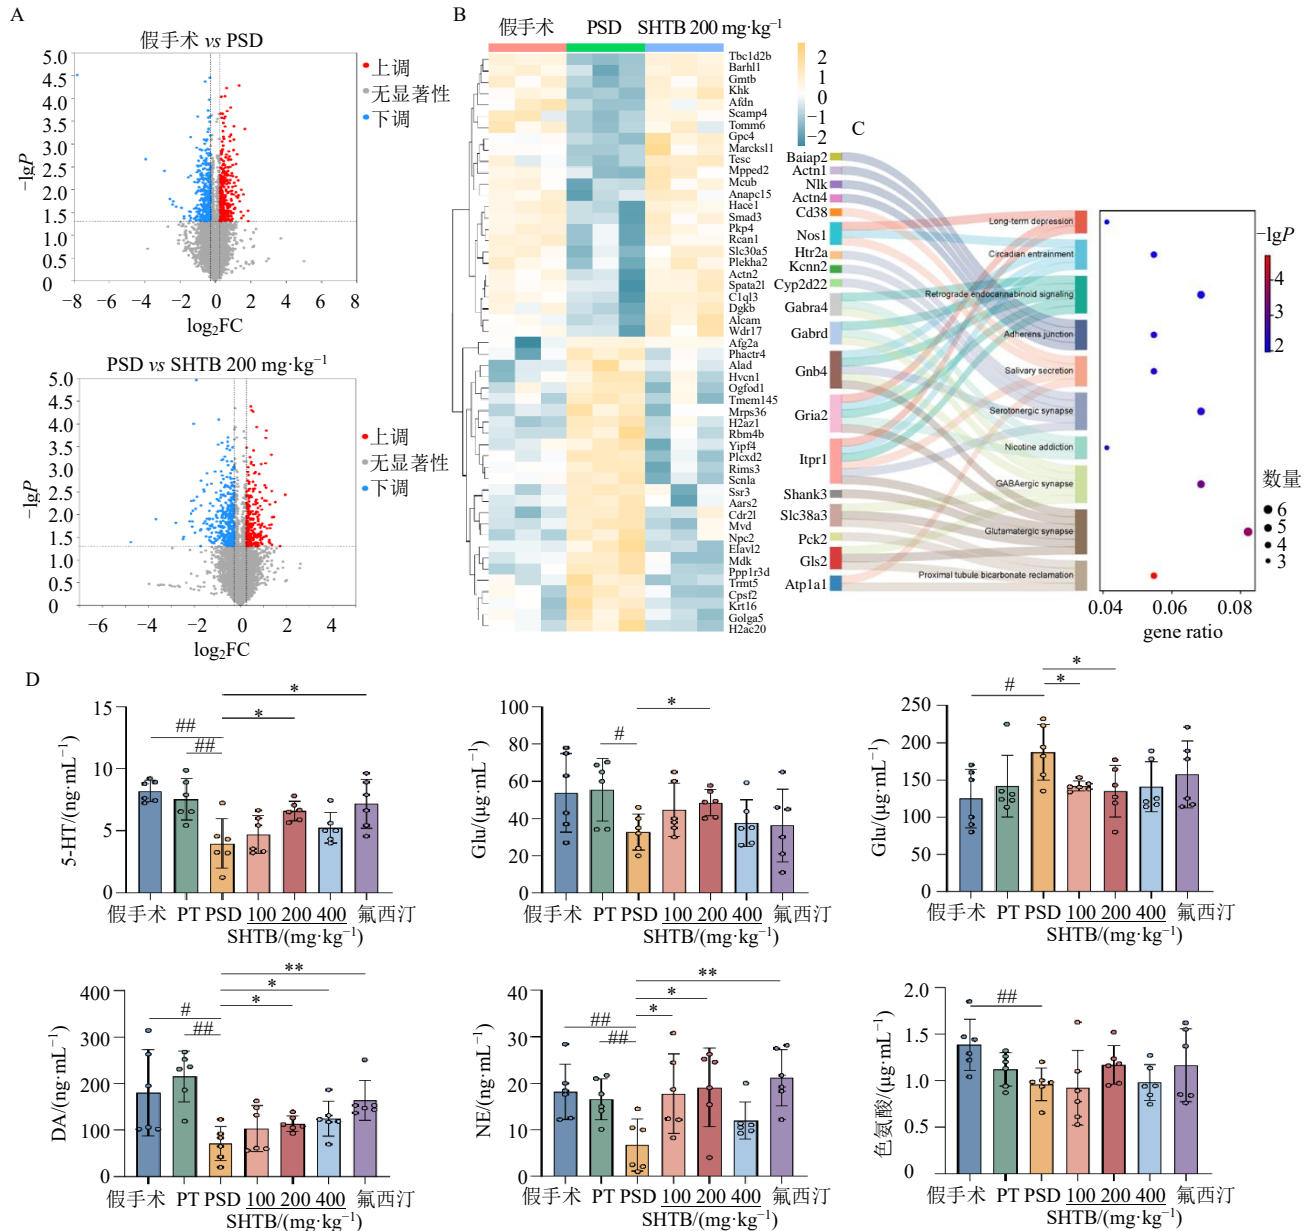 A
假手术 vs PSD
5.0
4.5
4.0
3.5
3.0
2.5
2.0
1.5
1.0
0.5
0
−lgP
−8 −6 −4 −2 0 2 4 6 8
log₂FC
上调
无显著性
下调
PSD vs SHTB 200 mg·kg⁻¹
5.0
4.5
4.0
3.5
3.0
2.5
2.0
1.5
1.0
0.5
0
−lgP
−6 −4 −2 0 2 4 6
log₂FC
上调
无显著性
下调
B
假手术 PSD SHTB 200 mg·kg⁻¹
Tbc1d2b
Barhl1
Gmtb
Khk
Afdn
Scamp4
Tomm6
Gpc4
Marcksl1
Tesc
Mpped2
Mcub
Anapc15
Hace1
Smad3
Pkp4
Rcan1
Slc30a5
Plekha2
Actn2
Spata2l
C1ql3
Dgkb
Alcam
Wdr17
Afg2a
Phactr4
Alad
Hvcn1
Ogfod1
Tmem145
Mrps36
H2az1
Rbm4b
Yipf4
Plcxd2
Rims3
Scnla
Ssr3
Aars2
Cdr2l
Mvd
Npc2
Elavl2
Mdk
Ppp1r3d
Trmt5
Cpsf2
Krt16
Golga5
H2ac20
2
1
0
−1
−2
C
Baiap2
Actn1
Nlk
Actn4
Cd38
Nos1
Htr2a
Kcnn2
Cyp2d22
Gabra4
Gabrd
Gnb4
Gria2
Itpr1
Shank3
Slc38a3
Pck2
Gls2
Atp1a1
Long-term depression
Circadian entrainment
Retrograde endocannabinoid signaling
Adherens junction
Salivary secretion
Serotonergic synapse
Nicotine addiction
GABAergic synapse
Glutamatergic synapse
Proximal tubule bicarbonate reclamation
0.04 0.06 0.08
gene ratio
−lgP
4
3
2
数量
6
5
4
3
D
5-HT/(ng·mL⁻¹)
15
10
5
0
## ## * *
假手术 PT PSD 100 200 400 氟西汀
SHTB/(mg·kg⁻¹)
Glu/(μg·mL⁻¹)
100
80
60
40
20
0
# *
假手术 PT PSD 100 200 400 氟西汀
SHTB/(mg·kg⁻¹)
Glu/(μg·mL⁻¹)
250
200
150
100
50
0
# * *
假手术 PT PSD 100 200 400 氟西汀
SHTB/(mg·kg⁻¹)
DA/(ng·mL⁻¹)
400
300
200
100
0
# ## * * **
假手术 PT PSD 100 200 400 氟西汀
SHTB/(mg·kg⁻¹)
NE/(ng·mL⁻¹)
40
30
20
10
0
## ## * * **
假手术 PT PSD 100 200 400 氟西汀
SHTB/(mg·kg⁻¹)
色氨酸/(μg·mL⁻¹)
2.0
1.5
1.0
0.5
0
##
假手术 PT PSD 100 200 400 氟西汀
SHTB/(mg·kg⁻¹)